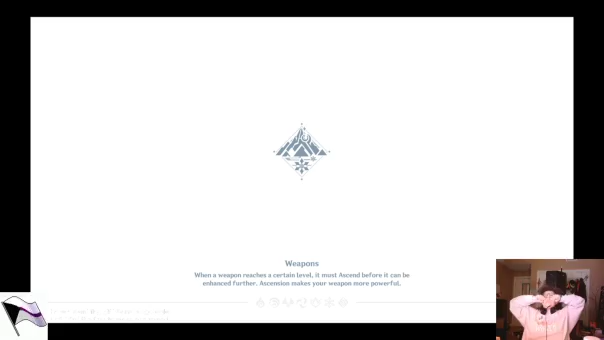 Weapons
When a weapon reaches a certain level, it must Ascend before it can be
enhanced further. Ascension makes your weapon more powerful.